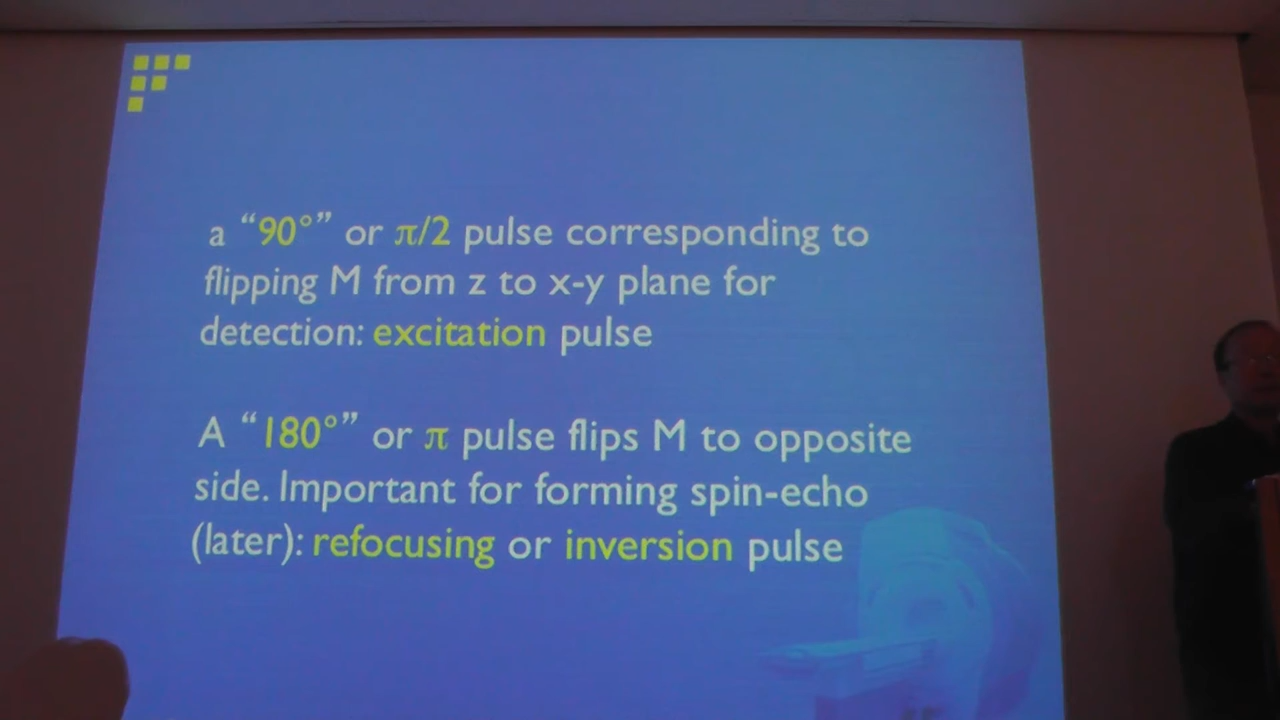 a “90°” or π/2 pulse corresponding to
flipping M from z to x-y plane for
detection: excitation pulse
A “180°” or π pulse flips M to opposite
side. Important for forming spin-echo
(later): refocusing or inversion pulse